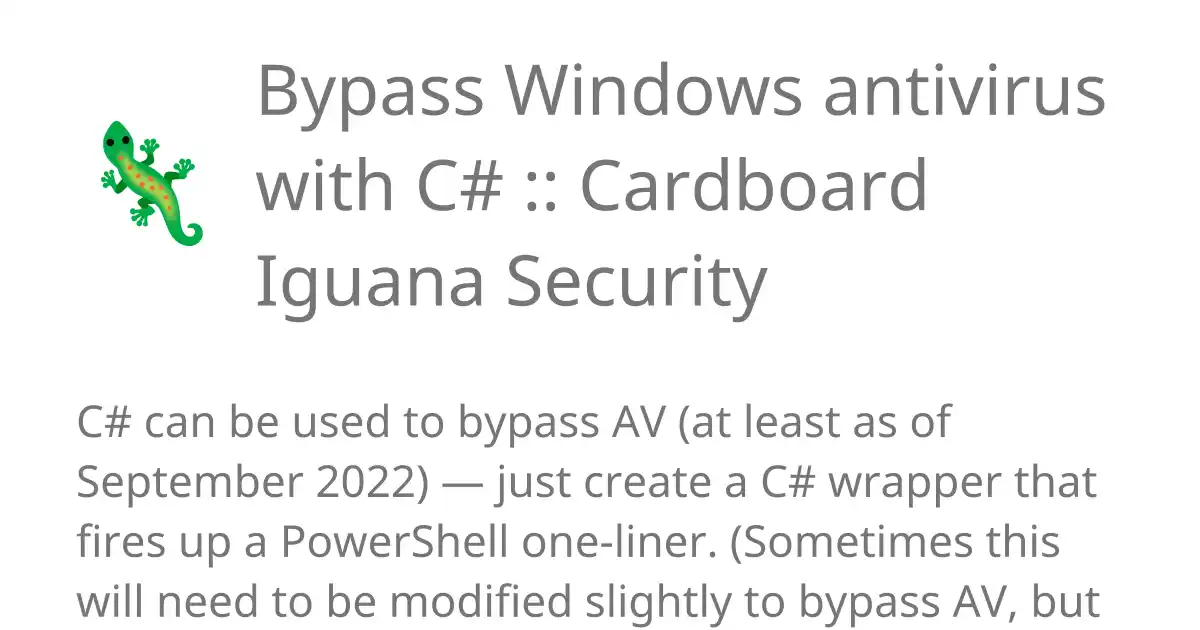 Bypass Windows antivirus
with C# :: Cardboard
Iguana Security
C# can be used to bypass AV (at least as of
September 2022) — just create a C# wrapper that
fires up a PowerShell one-liner. (Sometimes this
will need to be modified slightly to bypass AV, but